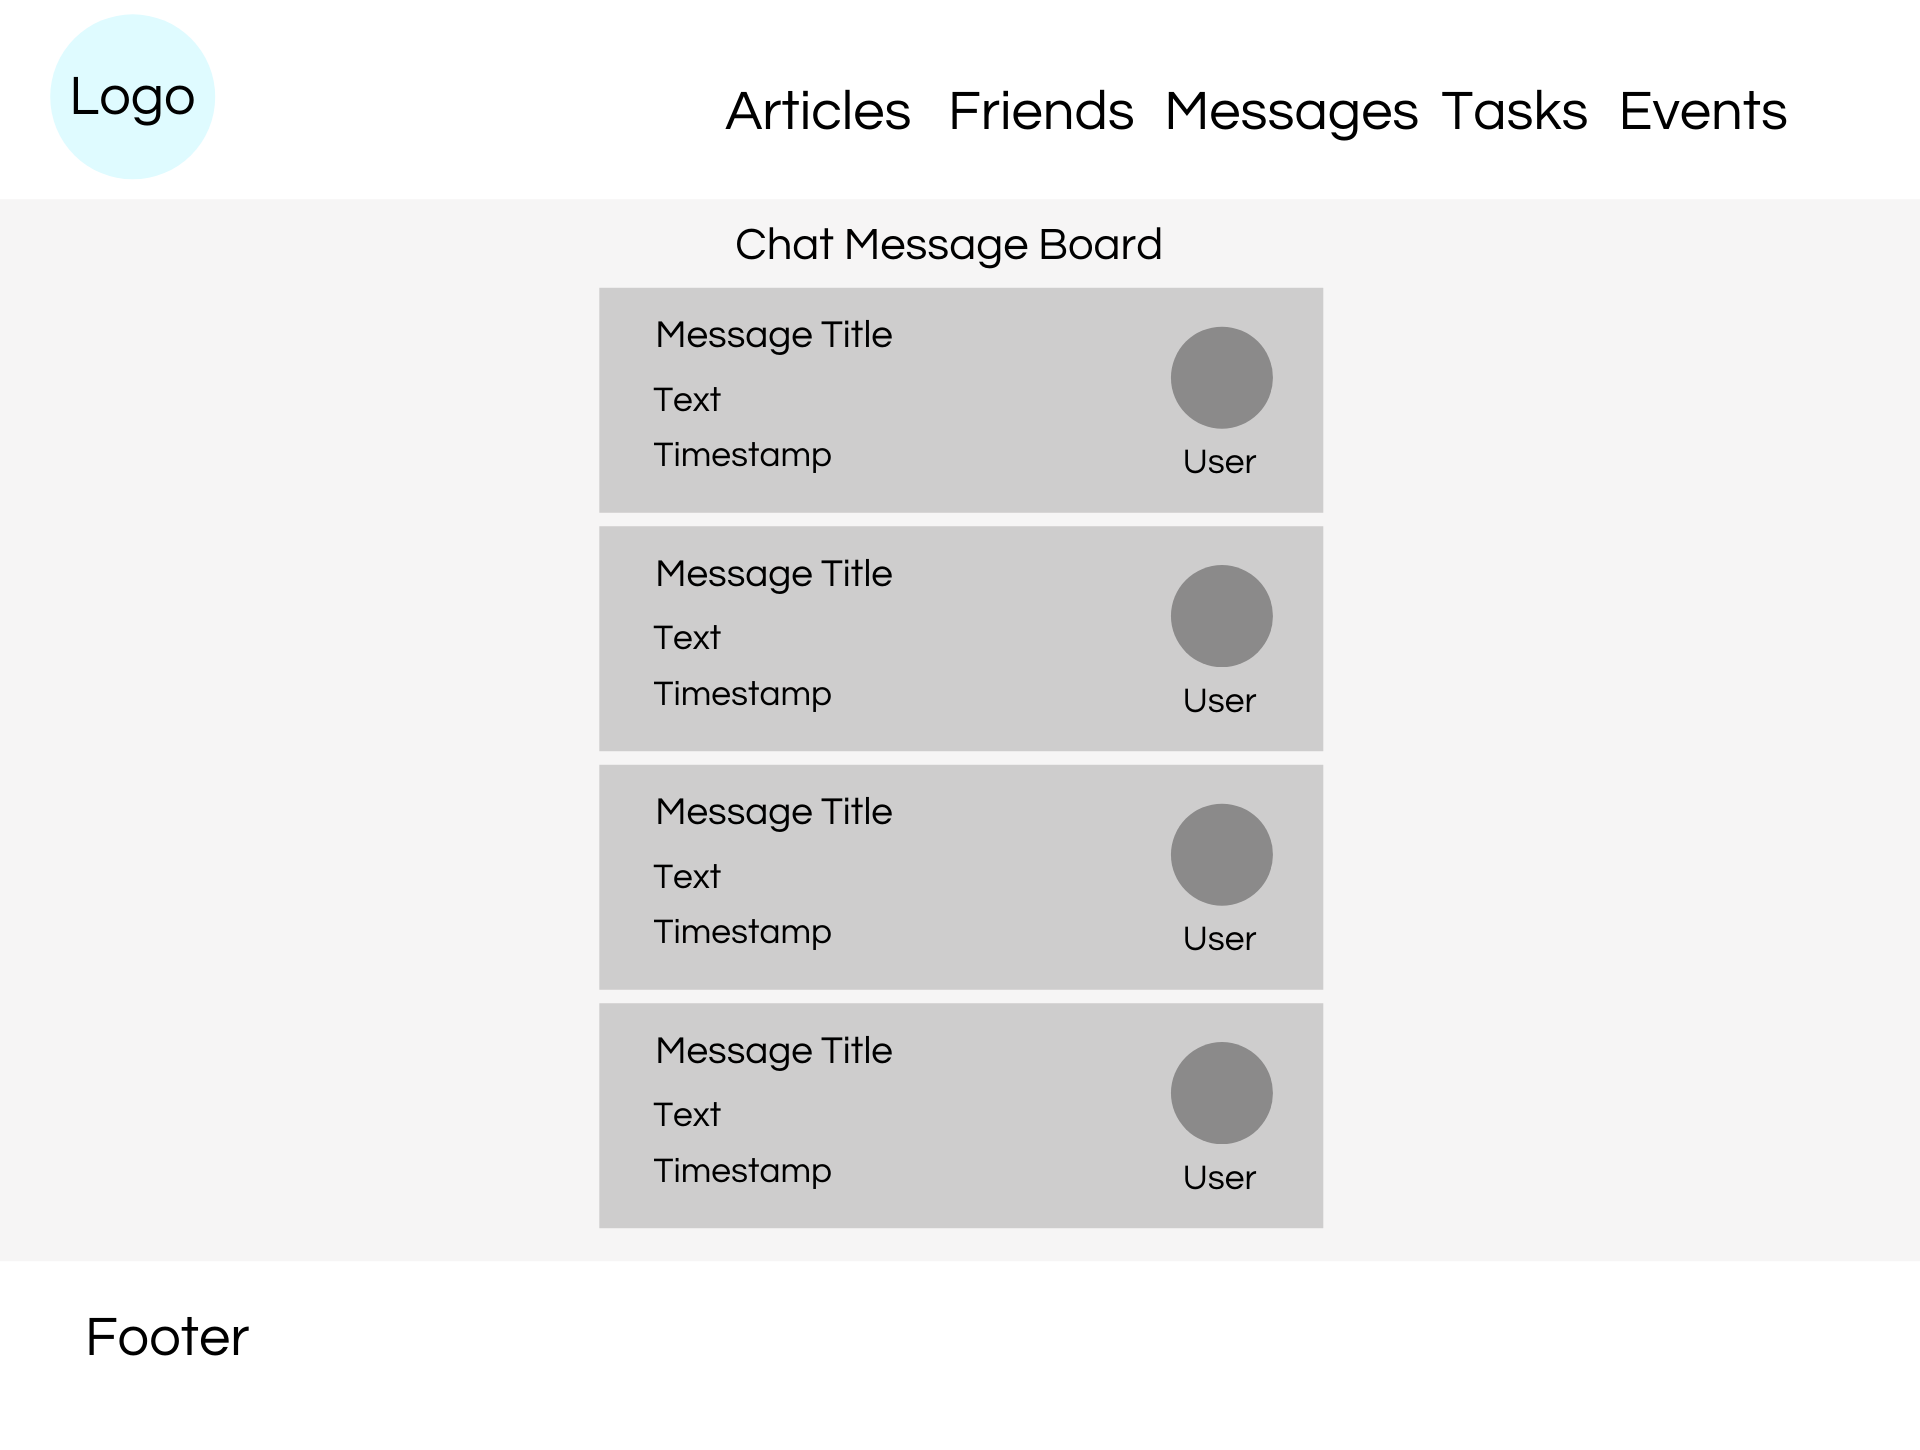 Logo
Articles Friends Messages Tasks Events
Chat Message Board
Message Title
Text
Timestamp
User
Message Title
Text
Timestamp
User
Message Title
Text
Timestamp
User
Message Title
Text
Timestamp
User
Footer